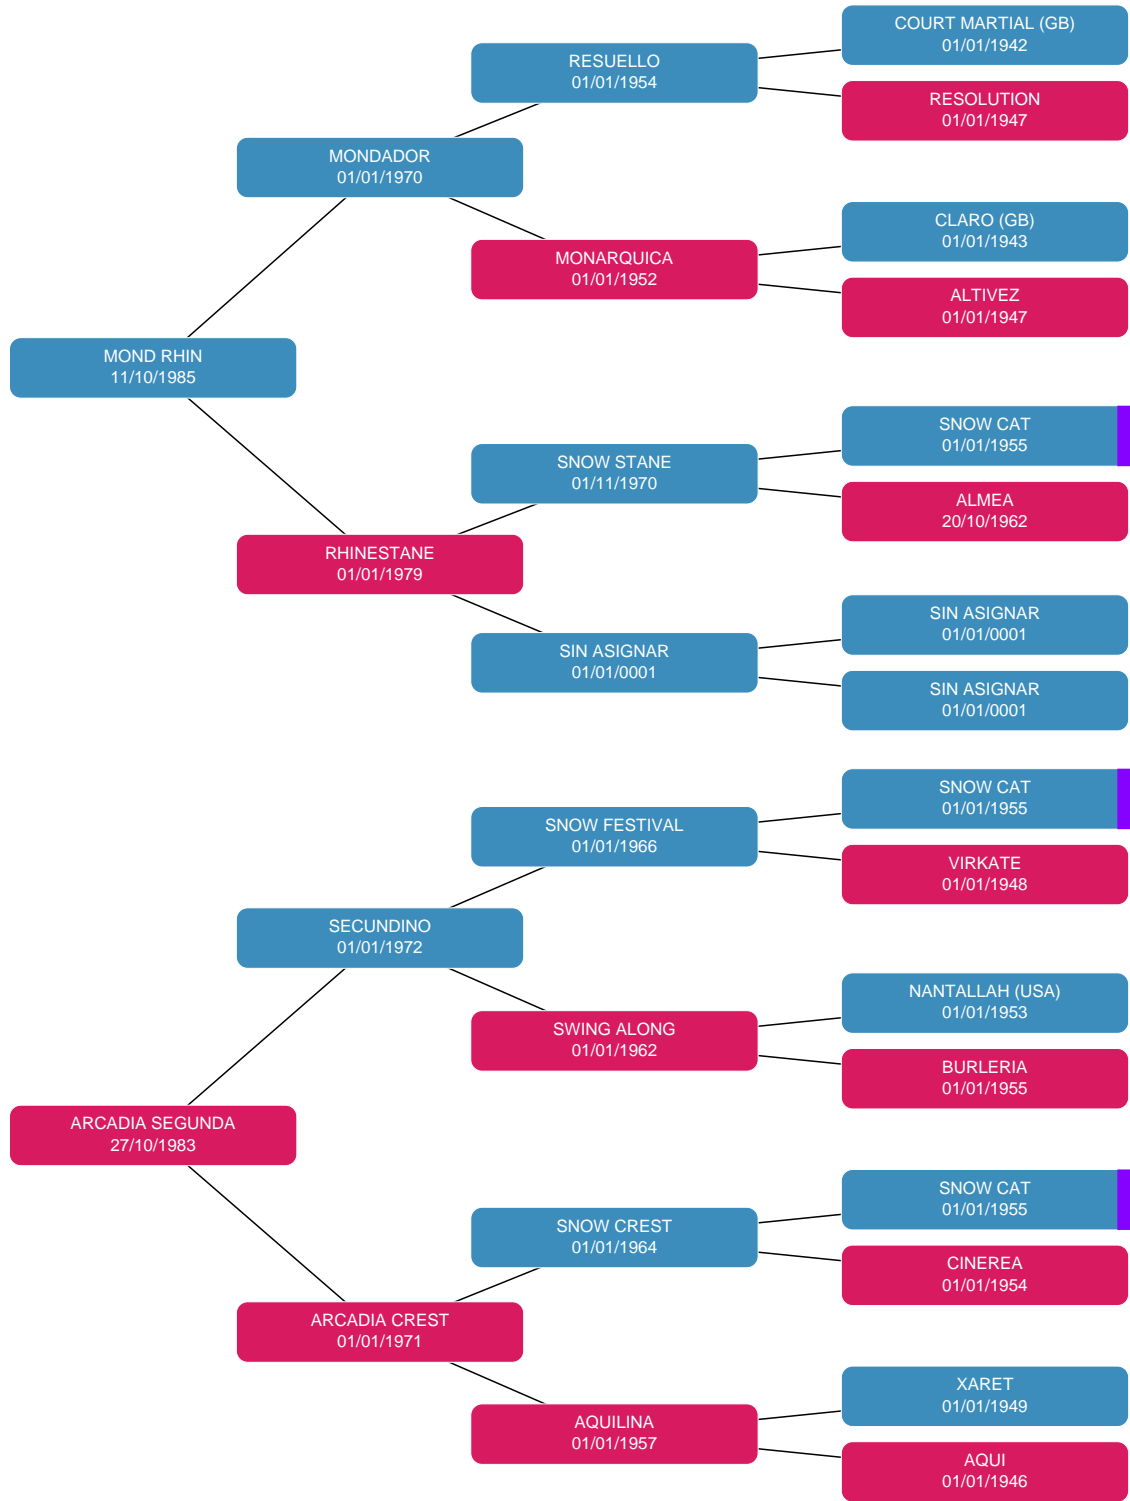 COURT MARTIAL (GB)
01/01/1942
RESUELLO
01/01/1954
RESOLUTION
01/01/1947
MONDADOR
01/01/1970
CLARO (GB)
01/01/1943
MONARQUICA
01/01/1952
ALTIVEZ
01/01/1947
MOND RHIN
11/10/1985
SNOW CAT
01/01/1955
SNOW STANE
01/11/1970
ALMEA
20/10/1962
RHINESTANE
01/01/1979
SIN ASIGNAR
01/01/0001
SIN ASIGNAR
01/01/0001
SIN ASIGNAR
01/01/0001
SNOW CAT
01/01/1955
SNOW FESTIVAL
01/01/1966
VIRKATE
01/01/1948
SECUNDINO
01/01/1972
NANTALLAH (USA)
01/01/1953
SWING ALONG
01/01/1962
BURLERIA
01/01/1955
ARCADIA SEGUNDA
27/10/1983
SNOW CAT
01/01/1955
SNOW CREST
01/01/1964
CINEREA
01/01/1954
ARCADIA CREST
01/01/1971
XARET
01/01/1949
AQUILINA
01/01/1957
AQUI
01/01/1946